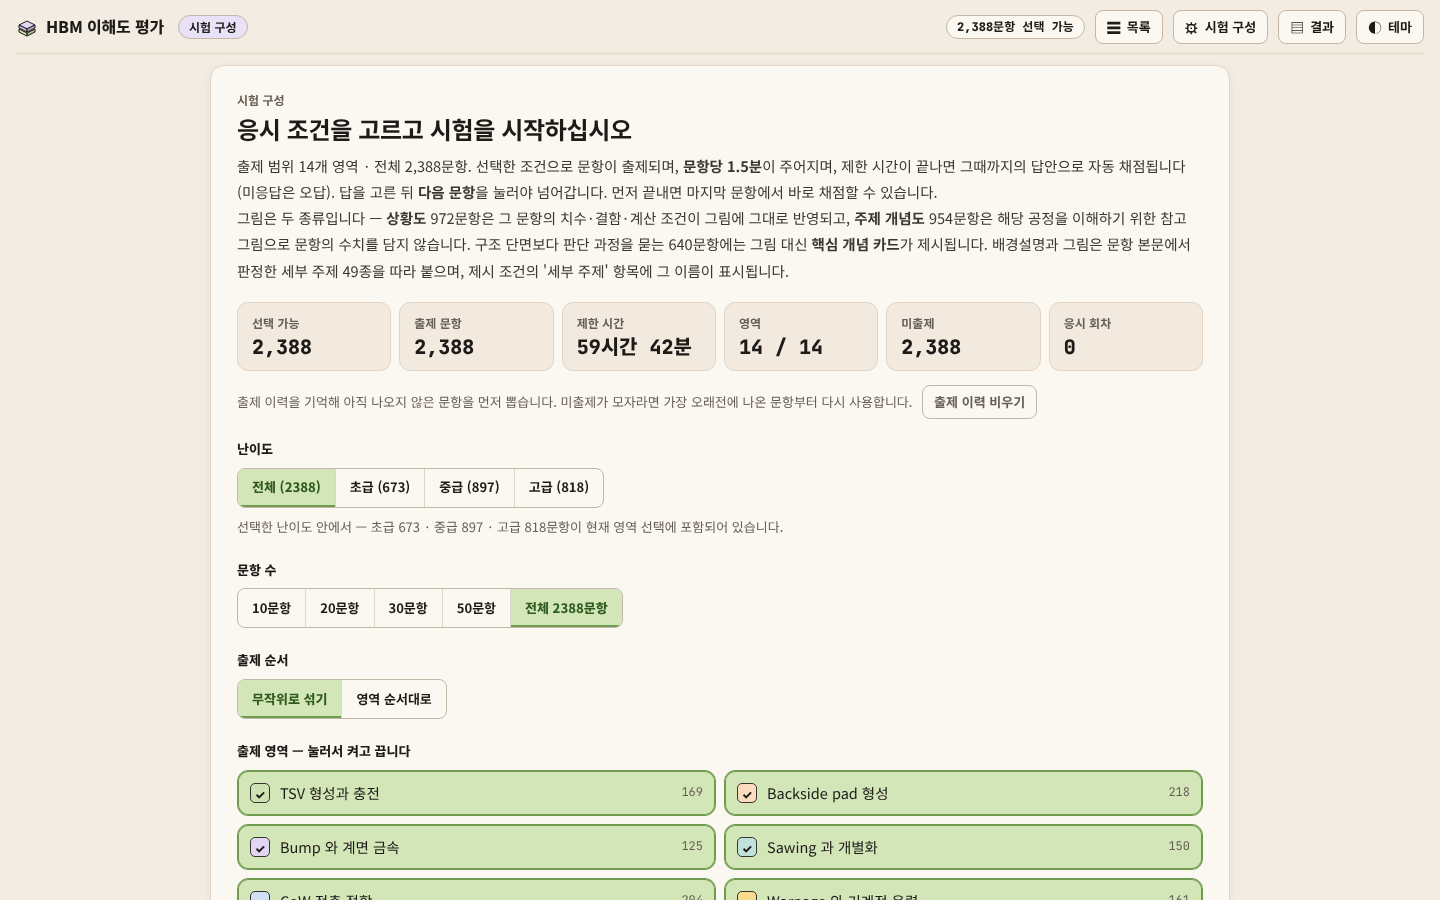 HBM 이해도 평가
시험 구성
2,388문항 선택 가능
목록
시험 구성
결과
테마
시험 구성
응시 조건을 고르고 시험을 시작하십시오
출제 범위 14개 영역 · 전체 2,388문항. 선택한 조건으로 문항이 출제되며, 문항당 1.5분이 주어지며, 제한 시간이 끝나면 그때까지의 답안으로 자동 채점됩니다
(미응답은 오답). 답을 고른 뒤 다음 문항을 눌러야 넘어갑니다. 먼저 끝내면 마지막 문항에서 바로 채점할 수 있습니다.
그림은 두 종류입니다 — 상황도 972문항은 그 문항의 치수·결함·계산 조건이 그림에 그대로 반영되고, 주제 개념도 954문항은 해당 공정을 이해하기 위한 참고
그림으로 문항의 수치를 담지 않습니다. 구조 단면보다 판단 과정을 묻는 640문항에는 그림 대신 핵심 개념 카드가 제시됩니다. 배경설명과 그림은 문항 본문에서
판정한 세부 주제 49종을 따라 붙으며, 제시 조건의 '세부 주제' 항목에 그 이름이 표시됩니다.
선택 가능
2,388
출제 문항
2,388
제한 시간
59시간 42분
영역
14 / 14
미출제
2,388
응시 회차
0
출제 이력을 기억해 아직 나오지 않은 문항을 먼저 뽑습니다. 미출제가 모자라면 가장 오래전에 나온 문항부터 다시 사용합니다.
출제 이력 비우기
난이도
전체 (2388)
초급 (673)
중급 (897)
고급 (818)
선택한 난이도 안에서 — 초급 673 · 중급 897 · 고급 818문항이 현재 영역 선택에 포함되어 있습니다.
문항 수
10문항
20문항
30문항
50문항
전체 2388문항
출제 순서
무작위로 섞기
영역 순서대로
출제 영역 — 눌러서 켜고 끕니다
TSV 형성과 충전
169
Backside pad 형성
218
Bump 와 계면 금속
125
Sawing 과 개별화
150